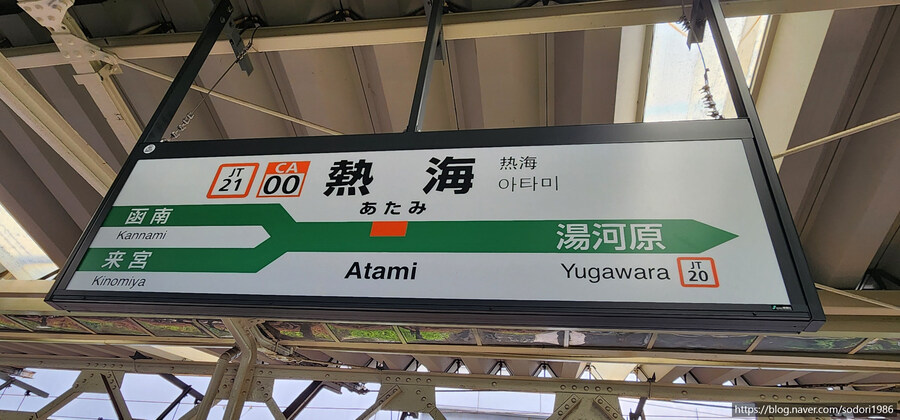 JT
21
CA
00
熱海
热海
아타미
あたみ
函南
Kannami
来宮
Kinomiya
Atami
湯河原
Yugawara
JT
20
https://blog.naver.com/sodori1986